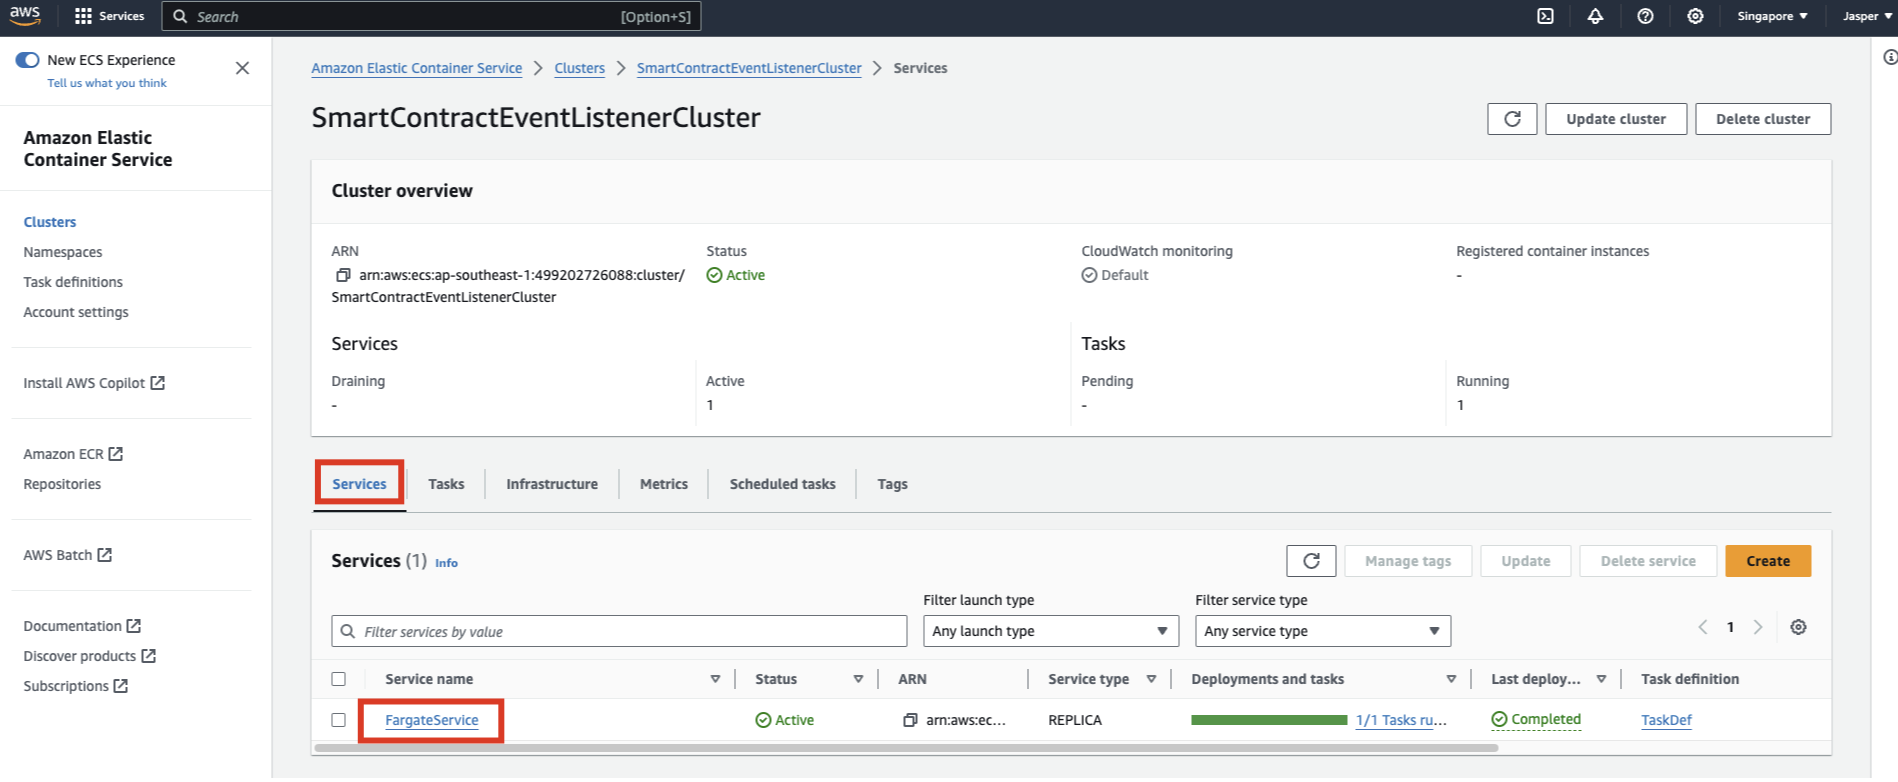 aws
Services
Search
[Option+S]
Singapore
Jasper
New ECS Experience
Tell us what you think
Amazon Elastic
Container Service
Clusters
Namespaces
Task definitions
Account settings
Install AWS Copilot
Amazon ECR
Repositories
AWS Batch
Documentation
Discover products
Subscriptions
Amazon Elastic Container Service
Clusters
SmartContractEventListenerCluster
Services
SmartContractEventListenerCluster
Update cluster
Delete cluster
Cluster overview
ARN
arn:aws:ecs:ap-southeast-1:499202726088:cluster/
SmartContractEventListenerCluster
Status
Active
CloudWatch monitoring
Default
Registered container instances
-
Services
Draining
-
Active
1
Tasks
Pending
-
Running
1
Services
Tasks
Infrastructure
Metrics
Scheduled tasks
Tags
Services (1) Info
Manage tags
Update
Delete service
Create
Filter services by value
Filter launch type
Any launch type
Filter service type
Any service type
1
Service name
Status
ARN
Service type
Deployments and tasks
Last deploy...
Task definition
FargateService
Active
arn:aws:ec...
REPLICA
1/1 Tasks ru...
Completed
TaskDef